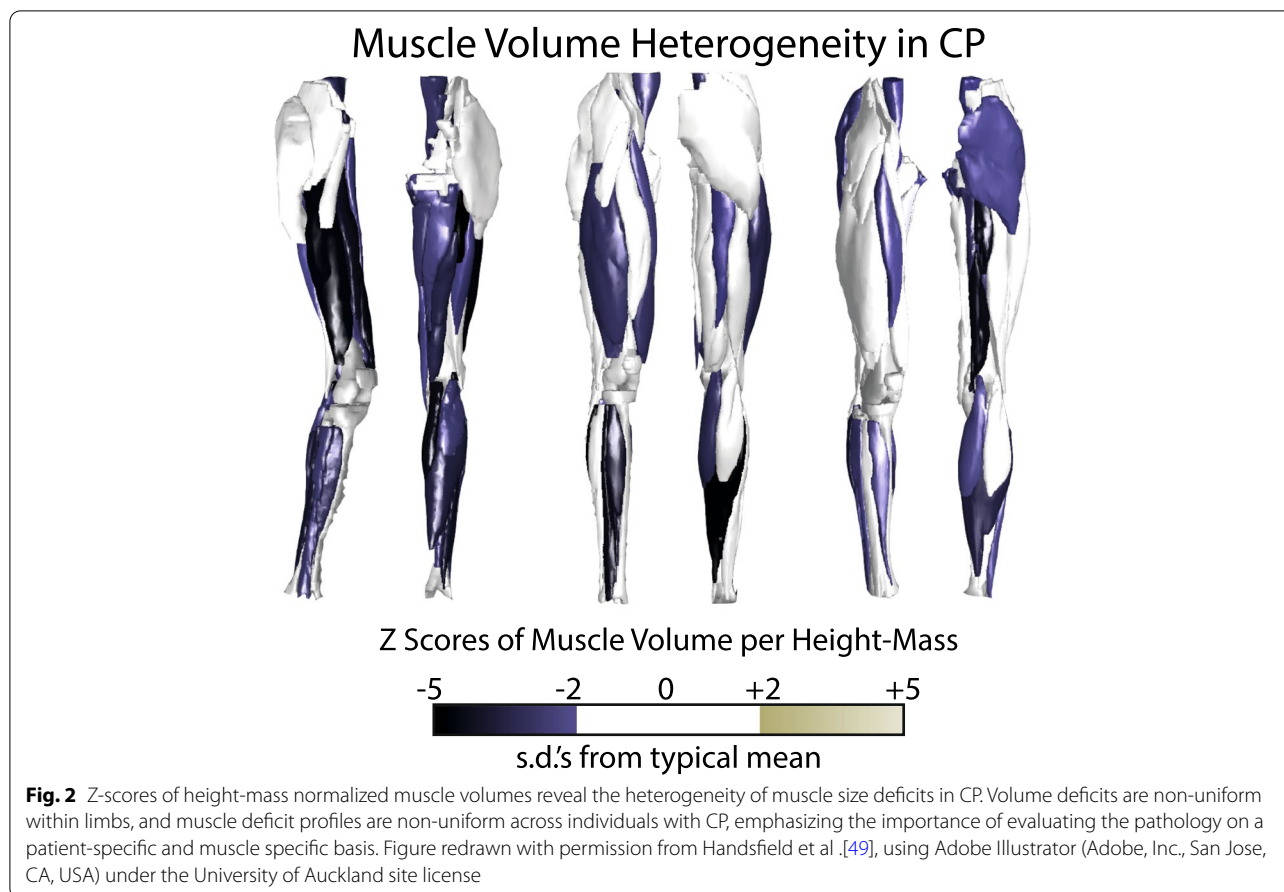 Muscle Volume Heterogeneity in CP
Z Scores of Muscle Volume per Height-Mass
-5 -2 0 +2 +5
s.d.'s from typical mean
Fig. 2 Z-scores of height-mass normalized muscle volumes reveal the heterogeneity of muscle size deficits in CP. Volume deficits are non-uniform
within limbs, and muscle deficit profiles are non-uniform across individuals with CP, emphasizing the importance of evaluating the pathology on a
patient-specific and muscle specific basis. Figure redrawn with permission from Handsfield et al .[49], using Adobe Illustrator (Adobe, Inc., San Jose,
CA, USA) under the University of Auckland site license